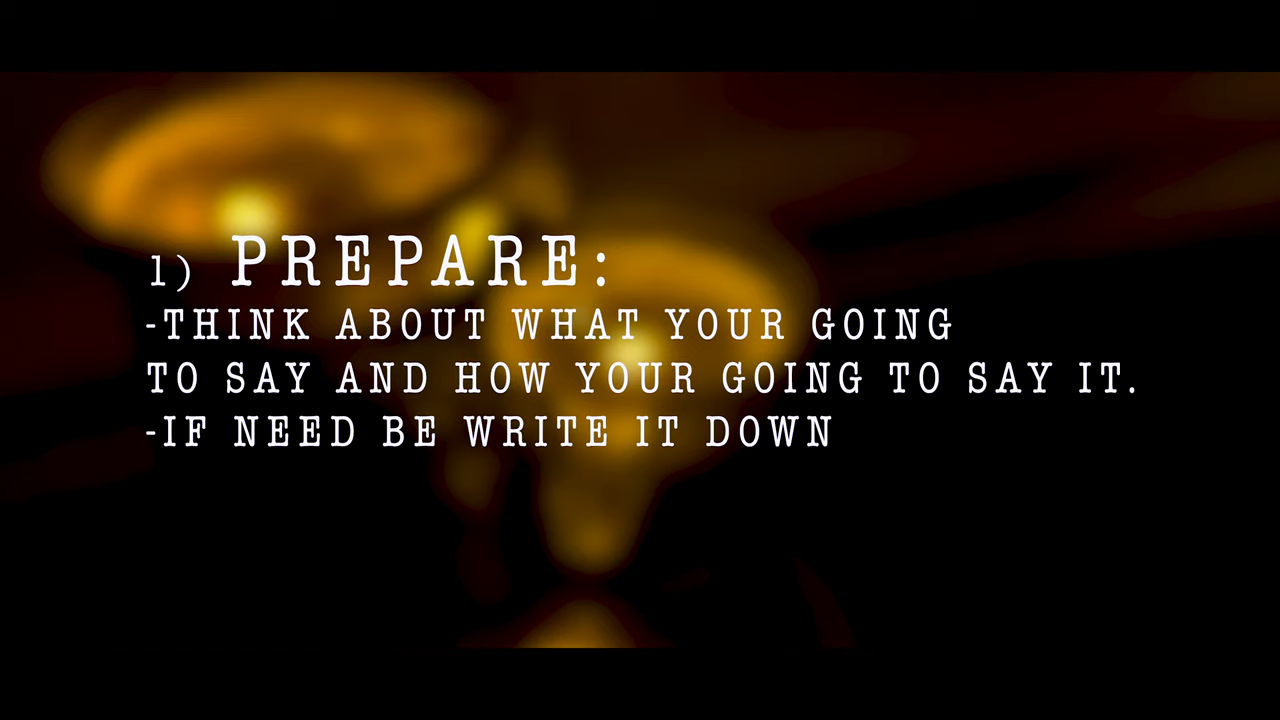 1) PREPARE:
-THINK ABOUT WHAT YOUR GOING
TO SAY AND HOW YOUR GOING TO SAY IT.
-IF NEED BE WRITE IT DOWN